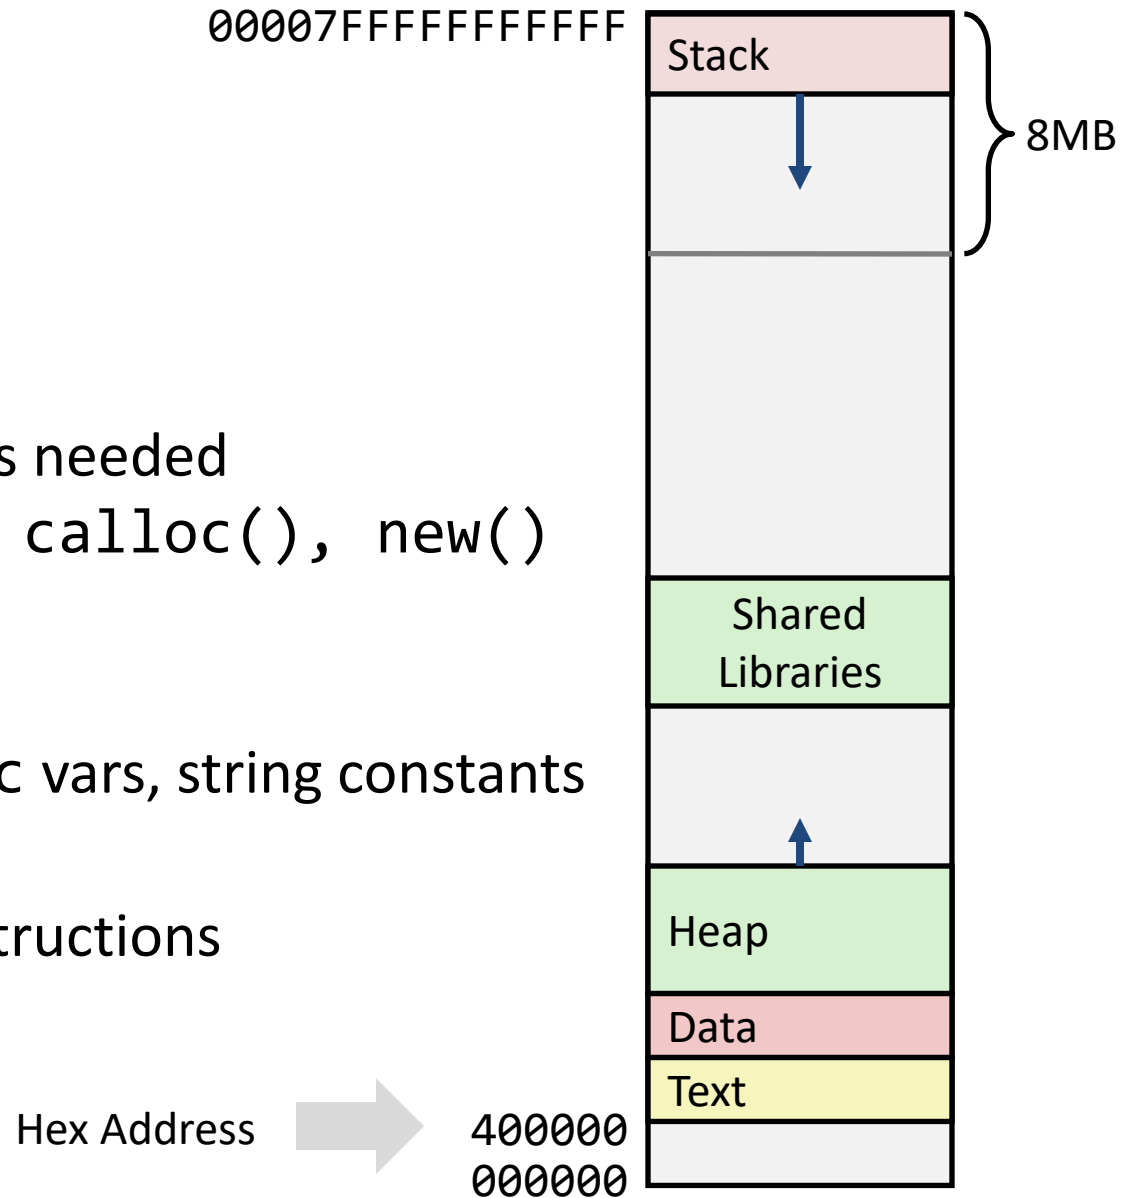 00007FFFFFFFFFFF
Stack
8MB
s needed
calloc(), new()
Shared
Libraries
c vars, string constants
tructions
Heap
Data
Text
Hex Address
400000
000000